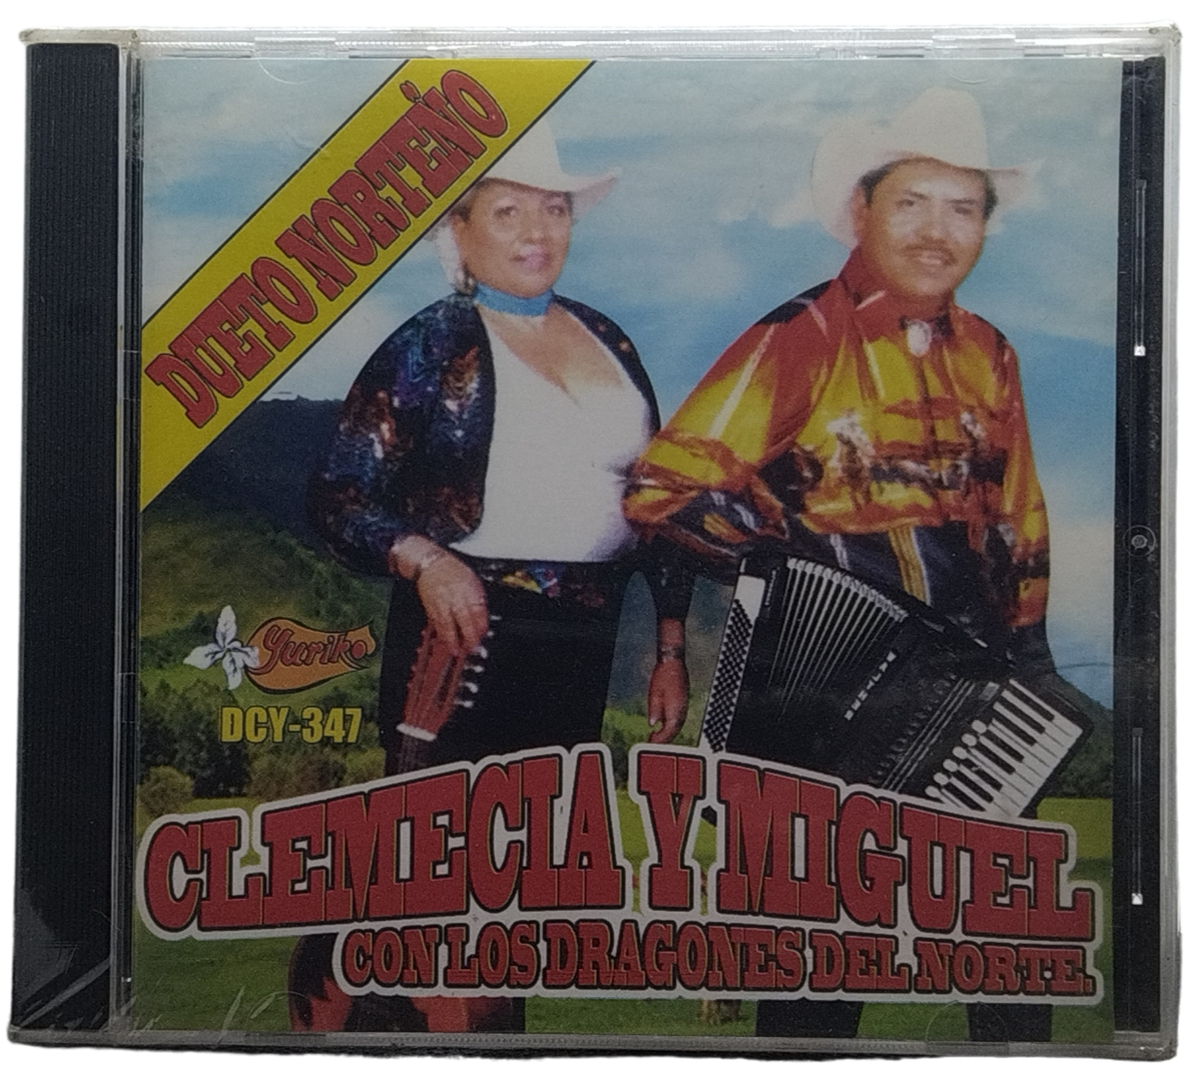 DUETO NORTEÑO
Yuriko
DCY-347
CLEMECIA Y MIGUEL
CON LOS DRAGONES DEL NORTE.